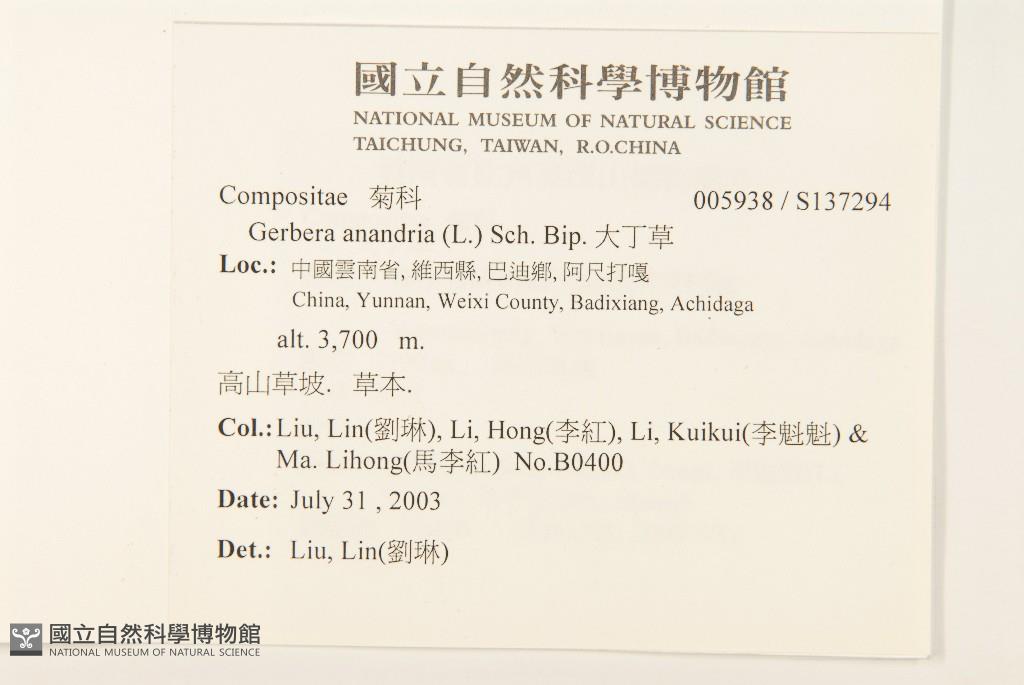 國立自然科學博物館
NATIONAL MUSEUM OF NATURAL SCIENCE
TAICHUNG, TAIWAN, R.O.CHINA
Compositae 菊科 005938 / S137294
Gerbera anandria (L.) Sch. Bip. 大丁草
Loc.: 中國雲南省, 維西縣, 巴迪鄉, 阿尺打嘎
China, Yunnan, Weixi County, Badixiang, Achidaga
alt. 3,700 m.
高山草坡. 草本.
Col.: Liu, Lin(劉琳), Li, Hong(李紅), Li, Kuikui(李魁魁) &
Ma. Lihong(馬李紅) No.B0400
Date: July 31 , 2003
Det.: Liu, Lin(劉琳)
國立自然科學博物館
NATIONAL MUSEUM OF NATURAL SCIENCE